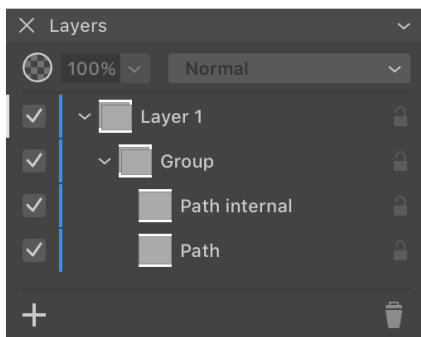 Layers
100% Normal
Layer 1
Group
Path internal
Path